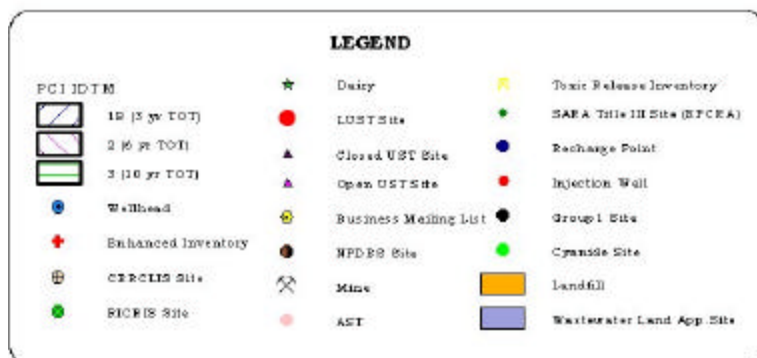 LEGEND
PCI IDTM
1B (3 yr TOT)
2 (6 yr TOT)
3 (10 yr TOT)
Wellhead
Enhanced Inventory
CERCLIS Site
RICRIS Site
Dairy
LUST Site
Closed UST Site
Open UST Site
Business Mailing List
NPDES Site
Mine
AST
Toxic Release Inventory
SARA Title III Site (EPCRA)
Recharge Point
Injection Well
Group1 Site
Cyanide Site
Landfill
Wastewater Land App. Site